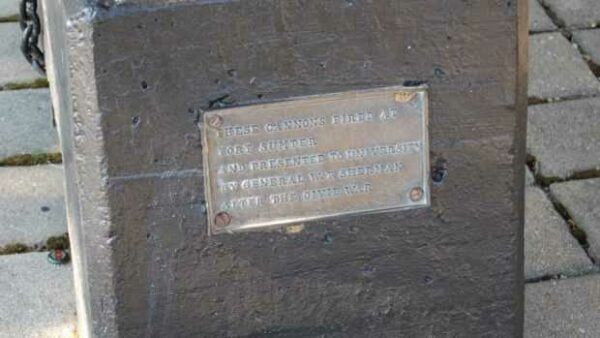 THESE CANNONS FIRED AT
FORT SUMTER
AND PRESENTED TO UNIVERSITY
BY GENERAL W.T. SHERMAN
AFTER THE CIVIL WAR